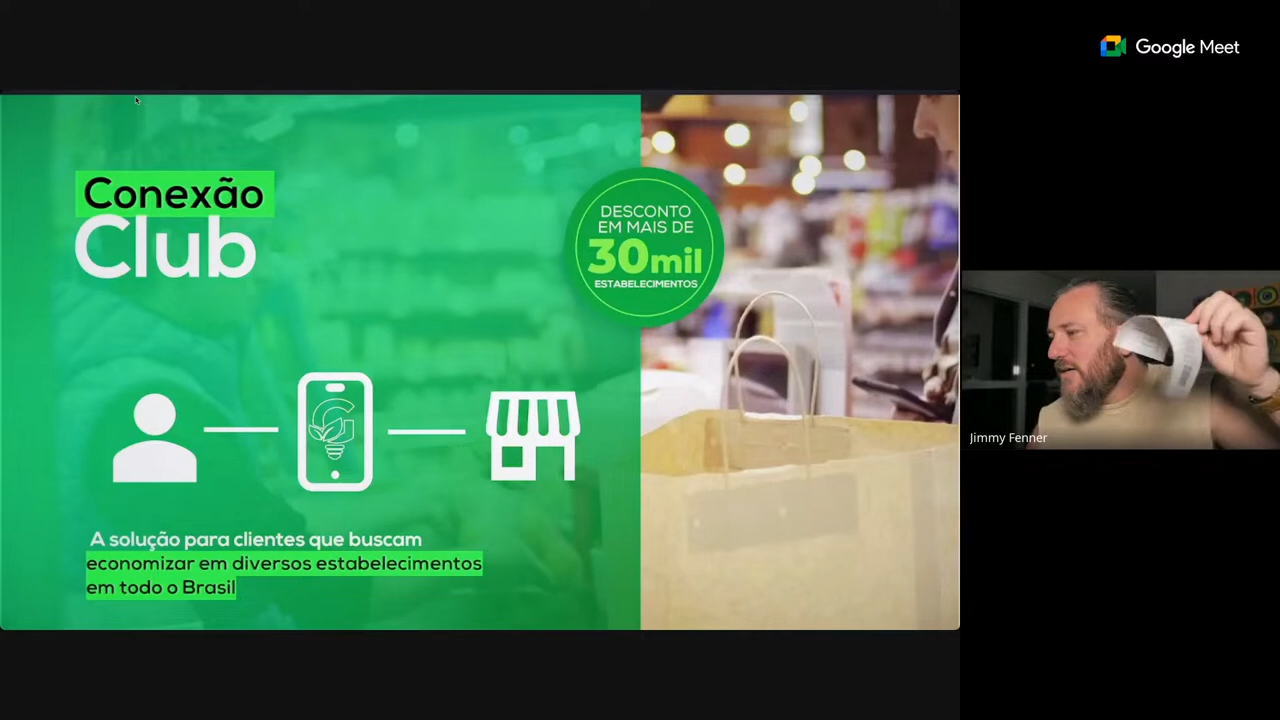 Conexão
Club
DESCONTO
EM MAIS DE
30mil
ESTABELECIMENTOS
A solução para clientes que buscam
economizar em diversos estabelecimentos
em todo o Brasil
Google Meet
Jimmy Fenner